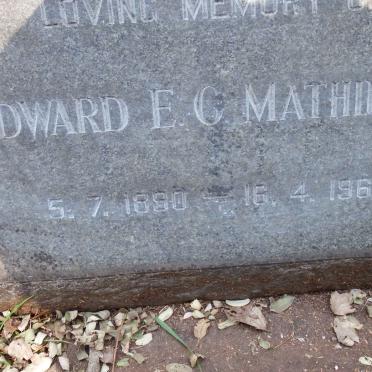 LOVING MEMORY O
DWARD E. C. MATHI
5. 7. 1890 – 16. 4. 196